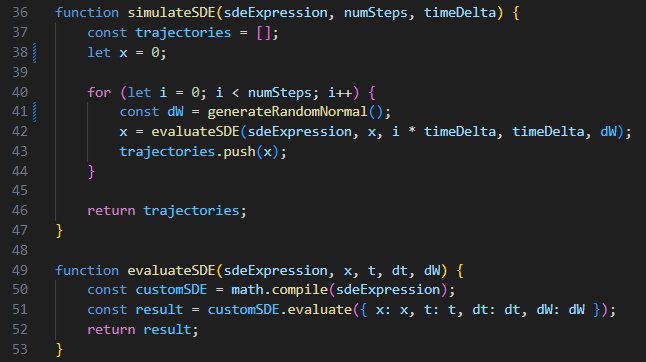 36 function simulateSDE(sdeExpression, numSteps, timeDelta) {
37     const trajectories = [];
38     let x = 0;
39
40     for (let i = 0; i < numSteps; i++) {
41         const dW = generateRandomNormal();
42         x = evaluateSDE(sdeExpression, x, i * timeDelta, timeDelta, dW);
43         trajectories.push(x);
44     }
45
46     return trajectories;
47 }
48
49 function evaluateSDE(sdeExpression, x, t, dt, dW) {
50     const customSDE = math.compile(sdeExpression);
51     const result = customSDE.evaluate({ x: x, t: t, dt: dt, dW: dW });
52     return result;
53 }